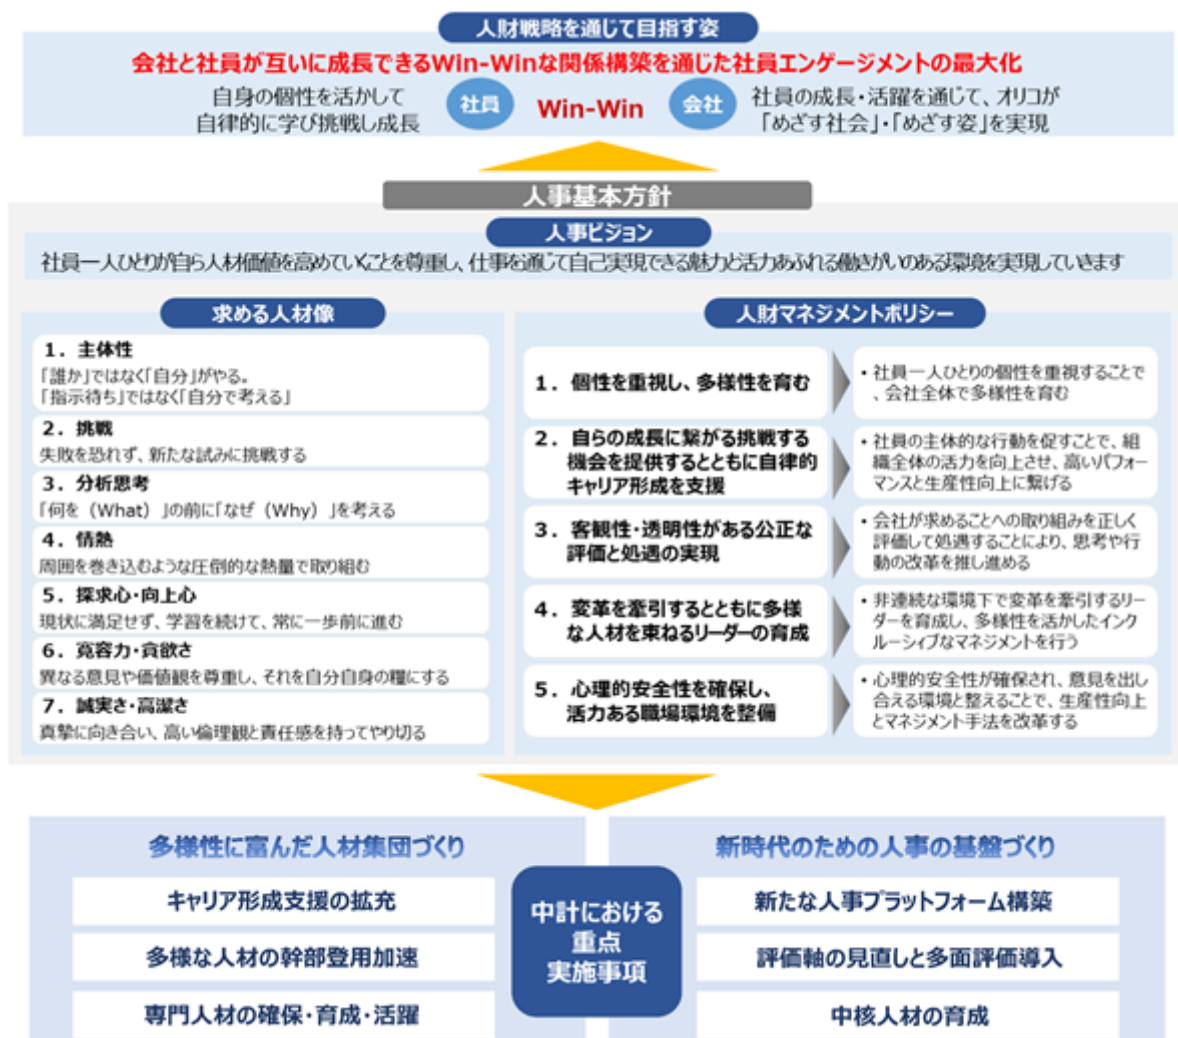 人財戦略を通じて目指す姿
会社と社員が互いに成長できるWin-Winな関係構築を通じた社員エンゲージメントの最大化
自身の個性を活かして
自律的に学び挑戦し成長
社員
Win-Win
会社
社員の成長・活躍を通じて、オリコが
「めざす社会」・「めざす姿」を実現
人事基本方針
人事ビジョン
社員一人ひとりが自ら人材価値を高めていくことを尊重し、仕事を通じて自己実現できる魅力と活力あふれる働きがいのある環境を実現していきます
求める人材像
1．主体性
「誰か」ではなく「自分」がやる。
「指示待ち」ではなく「自分で考える」
2．挑戦
失敗を恐れず、新たな試みに挑戦する
3．分析思考
「何を（What）」の前に「なぜ（Why）」を考える
4．情熱
周囲を巻き込むような圧倒的な熱量で取り組む
5．探求心・向上心
現状に満足せず、学習を続けて、常に一歩前に進む
6．寛容力・貪欲さ
異なる意見や価値観を尊重し、それを自分自身の糧にする
7．誠実さ・高潔さ
真摯に向き合い、高い倫理観と責任感を持ってやり切る
人財マネジメントポリシー
1．個性を重視し、多様性を育む
・社員一人ひとりの個性を重視することで
、会社全体で多様性を育む
2．自らの成長に繋がる挑戦する
機会を提供するとともに自律的
キャリア形成を支援
・社員の主体的な行動を促すことで、組
織全体の活力を向上させ、高いパフォー
マンスと生産性向上に繋げる
3．客観性・透明性がある公正な
評価と処遇の実現
・会社が求めることへの取り組みを正しく
評価して処遇することにより、思考や行
動の改革を推し進める
4．変革を牽引するとともに多様
な人材を束ねるリーダーの育成
・非連続な環境下で変革を牽引するリー
ダーを育成し、多様性を活かしたインク
ルーシブなマネジメントを行う
5．心理的安全性を確保し、
活力ある職場環境を整備
・心理的安全性が確保され、意見を出し
合える環境と整えることで、生産性向上
とマネジメント手法を改革する
多様性に富んだ人材集団づくり
キャリア形成支援の拡充
多様な人材の幹部登用加速
専門人材の確保・育成・活躍
中計における
重点
実施事項
新時代のための人事の基盤づくり
新たな人事プラットフォーム構築
評価軸の見直しと多面評価導入
中核人材の育成